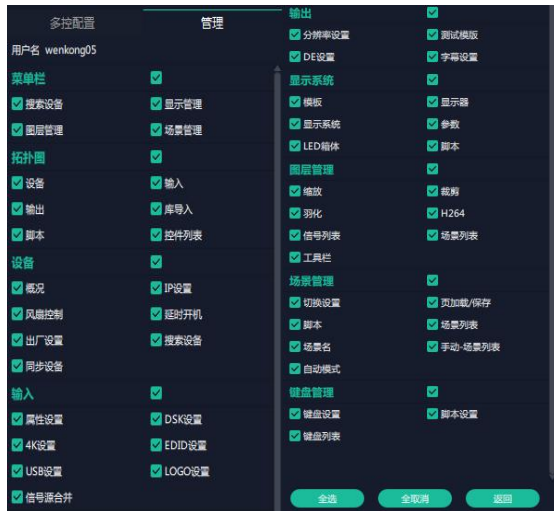 多控配置 管理
用户名 wenkong05
菜单栏
搜索设备 显示管理
图层管理 场景管理
拓扑图
设备 输入
输出 库导入
脚本 控件列表
设备
概况 IP设置
风扇控制 延时开机
出厂设置 搜索设备
同步设备
输入
属性设置 DSK设置
4K设置 EDID设置
USB设置 LOGO设置
信号源合并
输出
分辨率设置 测试模版
DE设置 字幕设置
显示系统
模板 显示器
显示系统 参数
LED箱体 脚本
图层管理
缩放 裁剪
羽化 H264
信号列表 场景列表
工具栏
场景管理
切换设置 页加载/保存
脚本 场景列表
场景名 手动-场景列表
自动模式
键盘管理
键盘设置 脚本设置
键盘列表
全选 全取消 返回